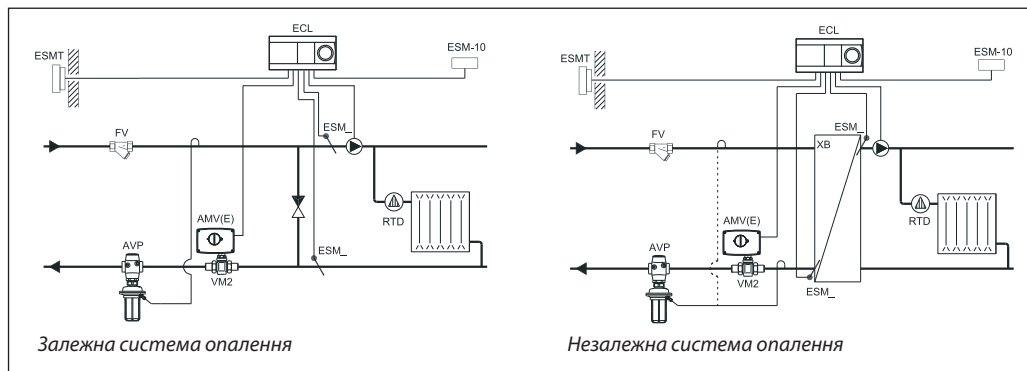 ECL
ESMT
ESM-10
FV
ESM_
AMV(E)
RTD
AVP
ESM_
VM2
Залежна система опалення
ECL
ESMT
ESM-10
FV
ESM_
XB
AMV(E)
RTD
AVP
VM2
ESM_
Незалежна система опалення